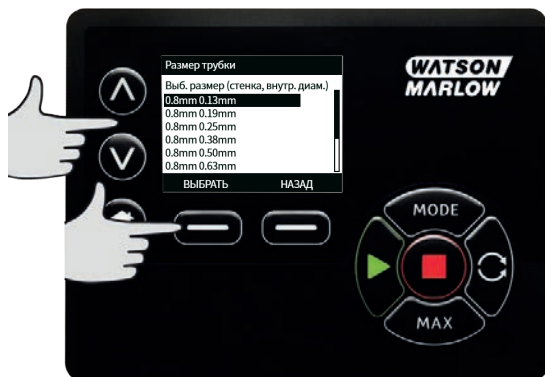 Размер трубки
Выб. размер (стенка, внутр. диам.)
0.8mm 0.13mm
0.8mm 0.19mm
0.8mm 0.25mm
0.8mm 0.38mm
0.8mm 0.50mm
0.8mm 0.63mm
ВЫБРАТЬ НАЗАД
WATSON
MARLOW
MODE
MAX